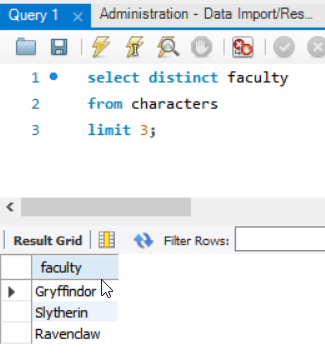 Query 1
Administration - Data Import/Res...
1 select distinct faculty
2 from characters
3 limit 3;
Result Grid
Filter Rows:
faculty
Gryffindor
Slytherin
Ravenclaw